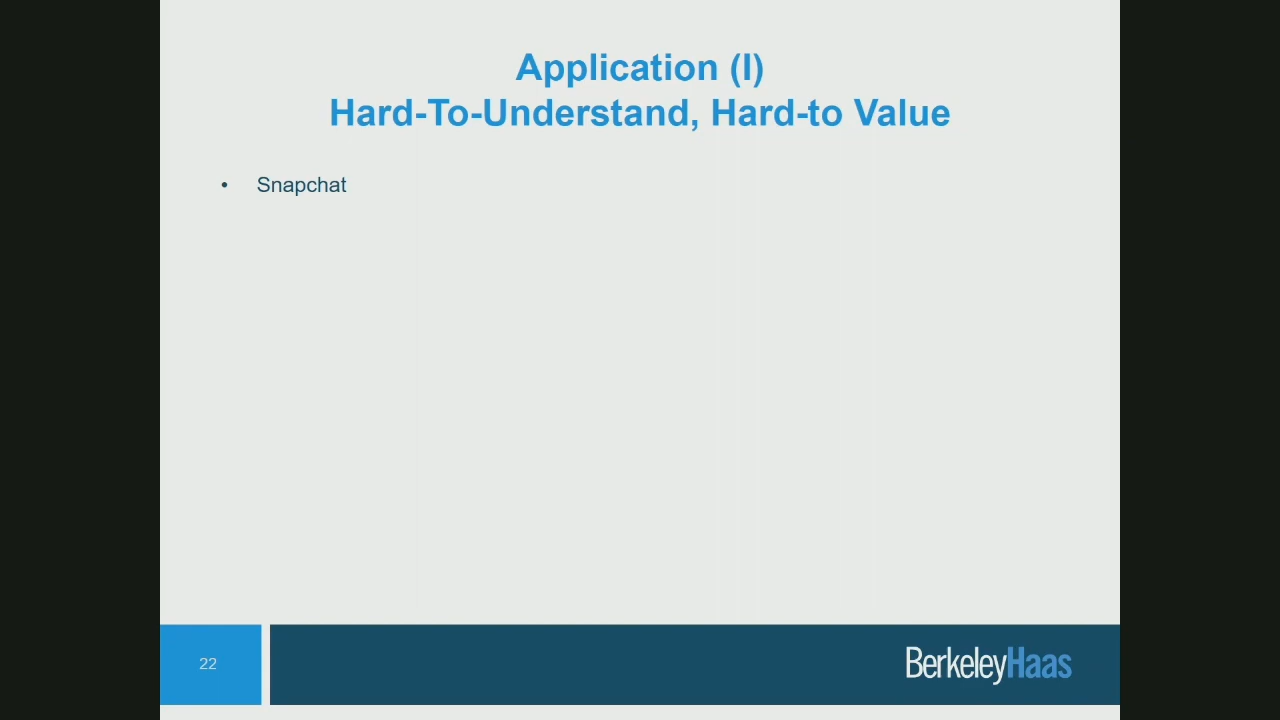 Application (I)
Hard-To-Understand, Hard-to Value
• Snapchat
22
BerkeleyHaas